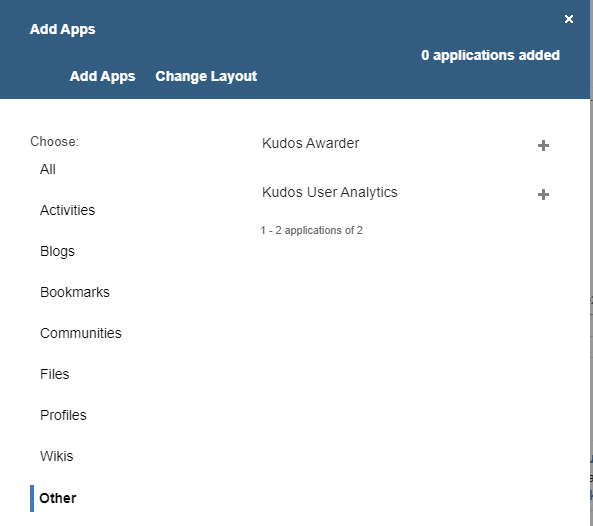 Add Apps
0 applications added
Add Apps Change Layout
Choose:
All
Activities
Blogs
Bookmarks
Communities
Files
Profiles
Wikis
Other
Kudos Awarder
Kudos User Analytics
1 - 2 applications of 2